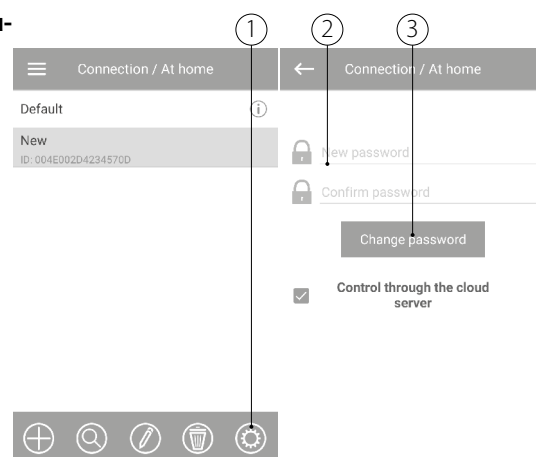 1 2 3
Connection / At home
Default
New
ID: 004E002D4234570D
Connection / At home
New password
Confirm password
Change password
Control through the cloud
server